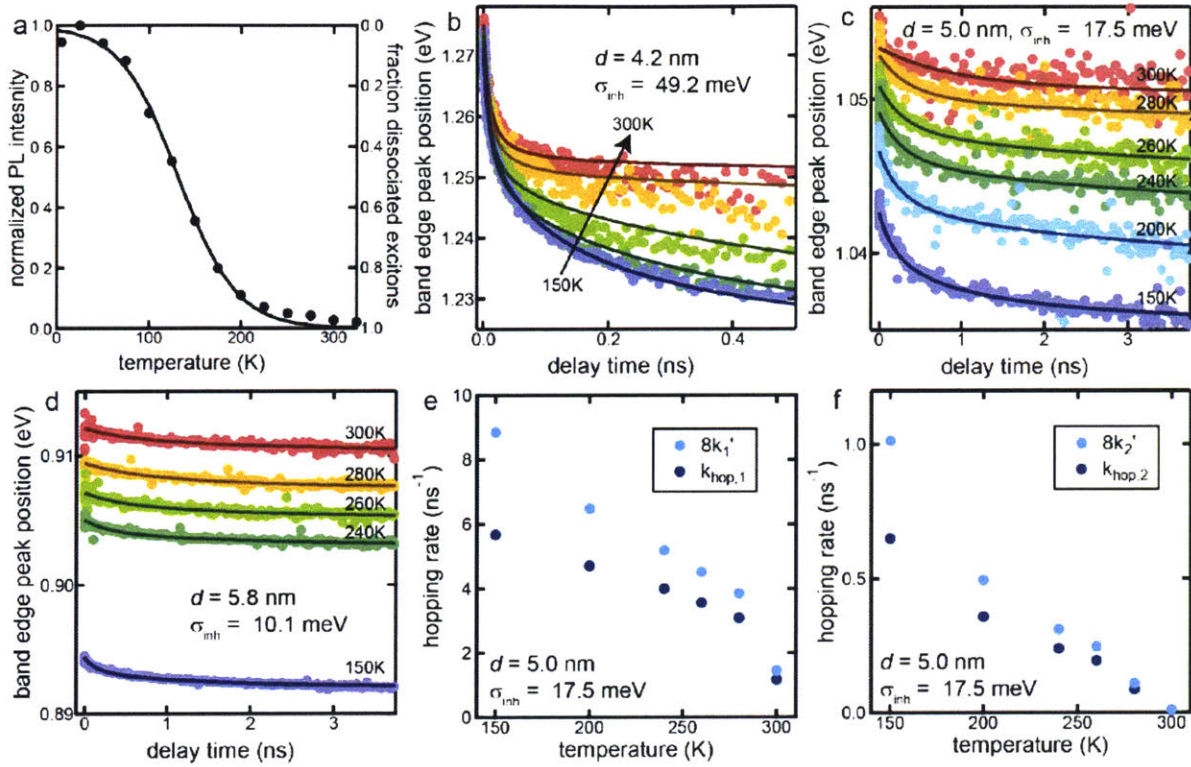 a
1.0
0.8
0.6
0.4
0.2
0.0
normalized PL intesnity
0.0
0.2
0.4
0.6
0.8
1.0
fraction dissociated excitons
0
100
200
300
temperature (K)
b
d = 4.2 nm
σinh = 49.2 meV
300K
150K
1.27
1.26
1.25
1.24
1.23
band edge peak position (eV)
0.0
0.2
0.4
delay time (ns)
c
d = 5.0 nm, σinh = 17.5 meV
300K
280K
260K
240K
200K
150K
1.05
1.04
band edge peak position (eV)
0
1
2
3
delay time (ns)
d
300K
280K
260K
240K
d = 5.8 nm
σinh = 10.1 meV
150K
0.91
0.90
0.89
band edge peak position (eV)
0
1
2
3
delay time (ns)
e
8k1'
khop,1
d = 5.0 nm
σinh = 17.5 meV
10
8
6
4
2
0
hopping rate (ns-1)
150
200
250
300
temperature (K)
f
8k2'
khop,2
d = 5.0 nm
σinh = 17.5 meV
1.0
0.5
0.0
hopping rate (ns-1)
150
200
250
300
temperature (K)